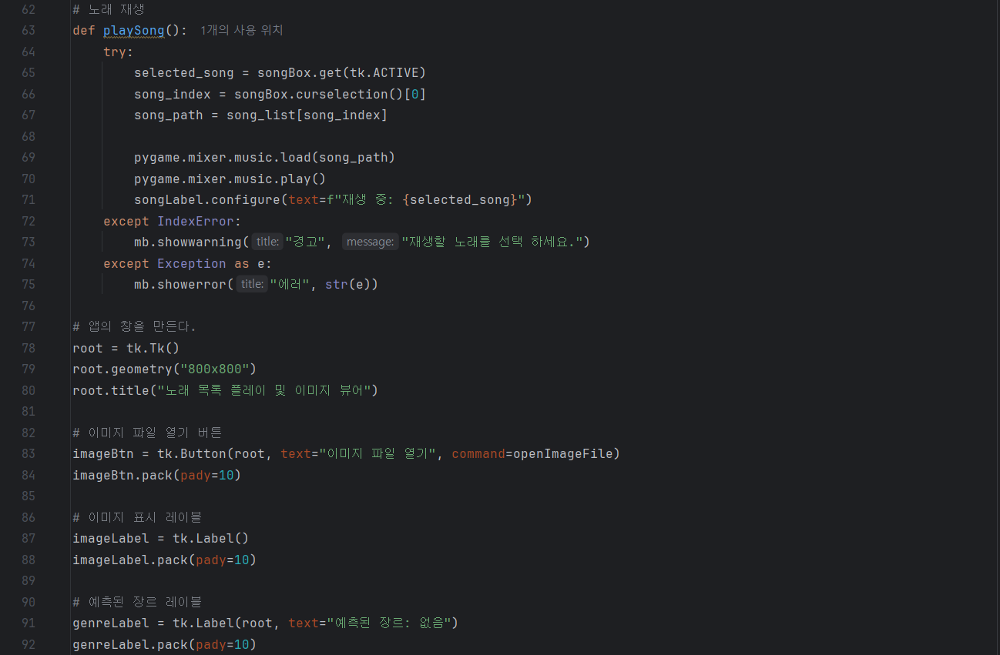 62 # 노래 재생
63 def playSong(): 1개의 사용 위치
64     try:
65         selected_song = songBox.get(tk.ACTIVE)
66         song_index = songBox.curselection()[0]
67         song_path = song_list[song_index]
68
69         pygame.mixer.music.load(song_path)
70         pygame.mixer.music.play()
71         songLabel.configure(text=f"재생 중: {selected_song}")
72     except IndexError:
73         mb.showwarning( title: "경고", message: "재생할 노래를 선택 하세요.")
74     except Exception as e:
75         mb.showerror( title: "에러", str(e))
76
77 # 앱의 창을 만든다.
78 root = tk.Tk()
79 root.geometry("800x800")
80 root.title("노래 목록 플레이 및 이미지 뷰어")
81
82 # 이미지 파일 열기 버튼
83 imageBtn = tk.Button(root, text="이미지 파일 열기", command=openImageFile)
84 imageBtn.pack(pady=10)
85
86 # 이미지 표시 레이블
87 imageLabel = tk.Label()
88 imageLabel.pack(pady=10)
89
90 # 예측된 장르 레이블
91 genreLabel = tk.Label(root, text="예측된 장르: 없음")
92 genreLabel.pack(pady=10)